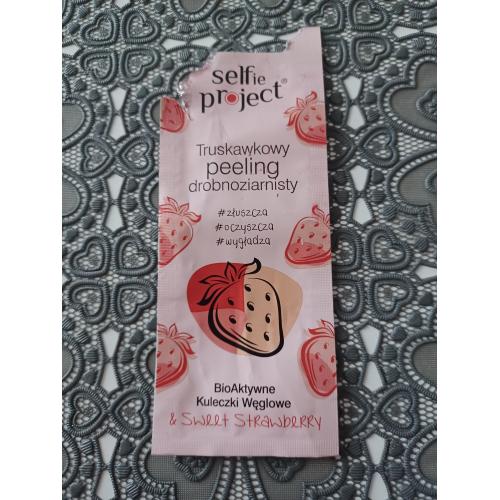 selfie
project®
Truskawkowy
peeling
drobnoziarnisty
#złuszcza
#oczyszcza
#wygładza
BioAktywne
Kuleczki Węglowe
& Sweet Strawberry